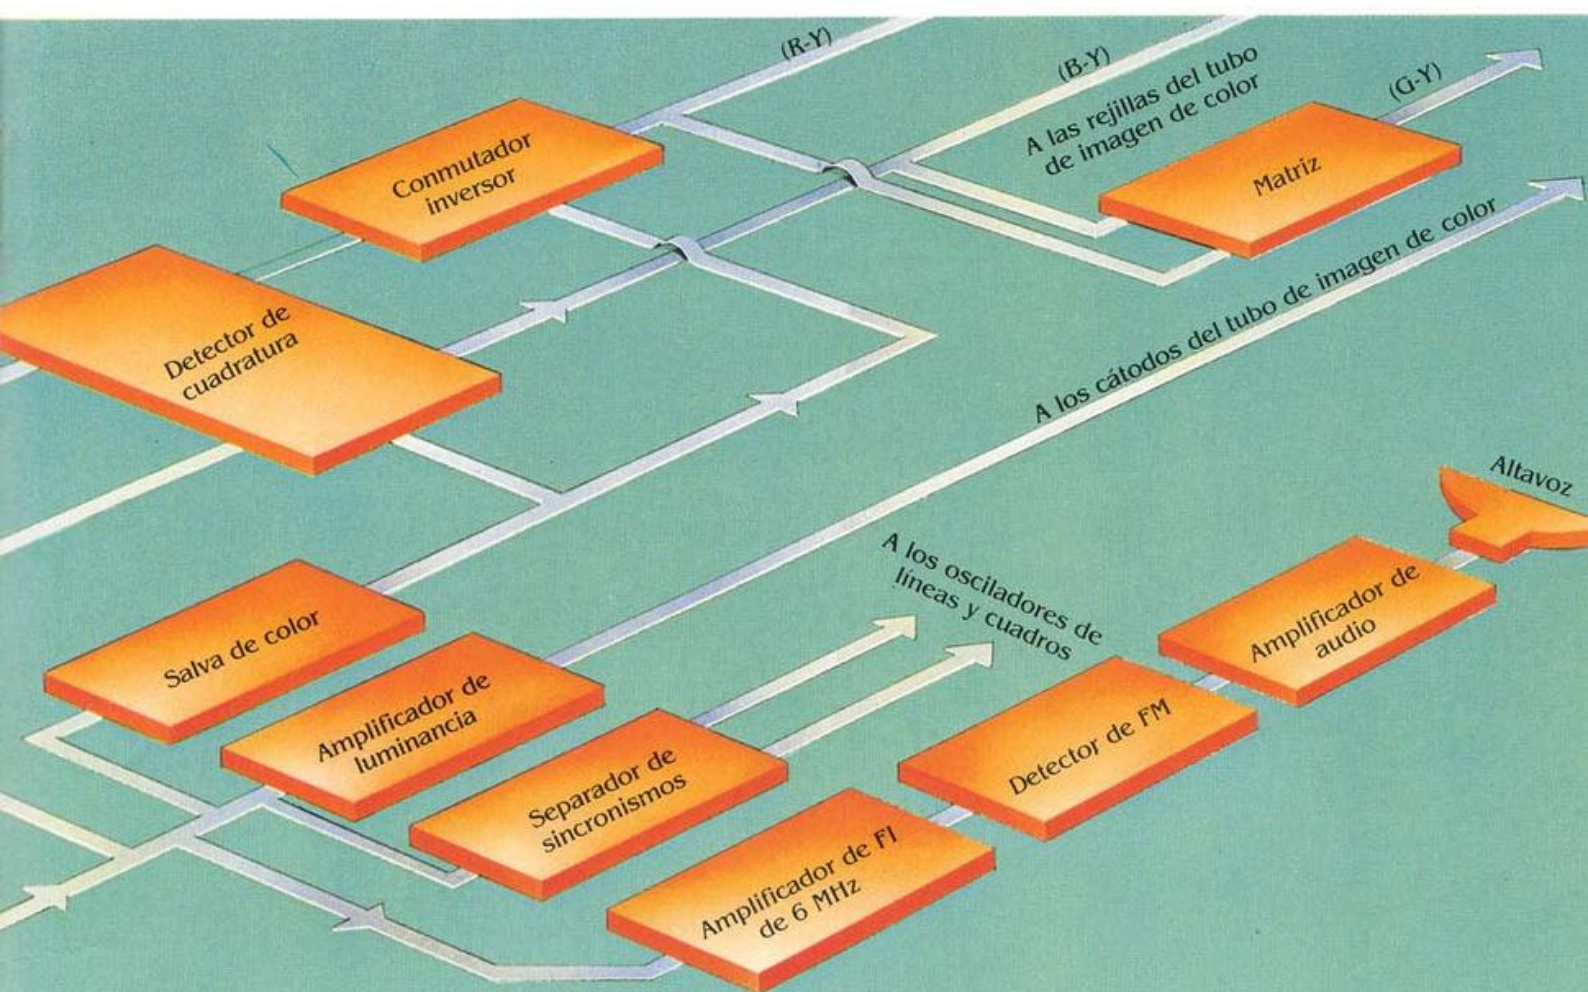 (R-Y)
(B-Y)
(G-Y)
A las rejillas del tubo
de imagen de color
Conmutador
inversor
Matriz
Detector de
cuadratura
A los cátodos del tubo de imagen de color
Altavoz
A los osciladores de
líneas y cuadros
Salva de color
Amplificador de
luminancia
Separador de
sincronismos
Amplificador de FI
de 6 MHz
Detector de FM
Amplificador de
audio